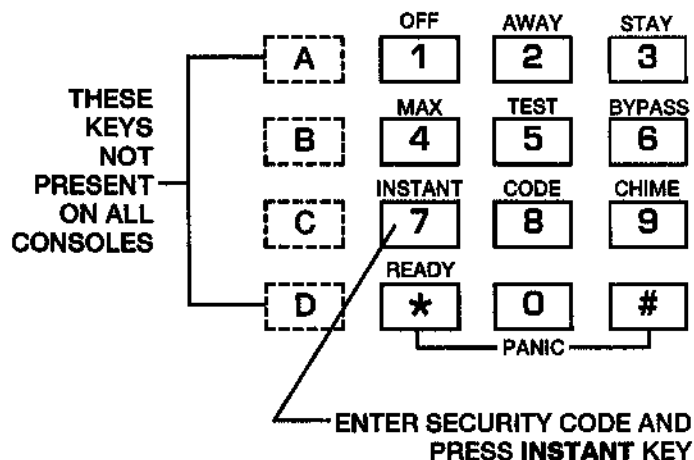 OFF AWAY STAY
A 1 2 3
MAX TEST BYPASS
B 4 5 6
INSTANT CODE CHIME
C 7 8 9
READY
D * 0 #
PANIC
THESE
KEYS
NOT
PRESENT
ON ALL
CONSOLES
ENTER SECURITY CODE AND
PRESS INSTANT KEY